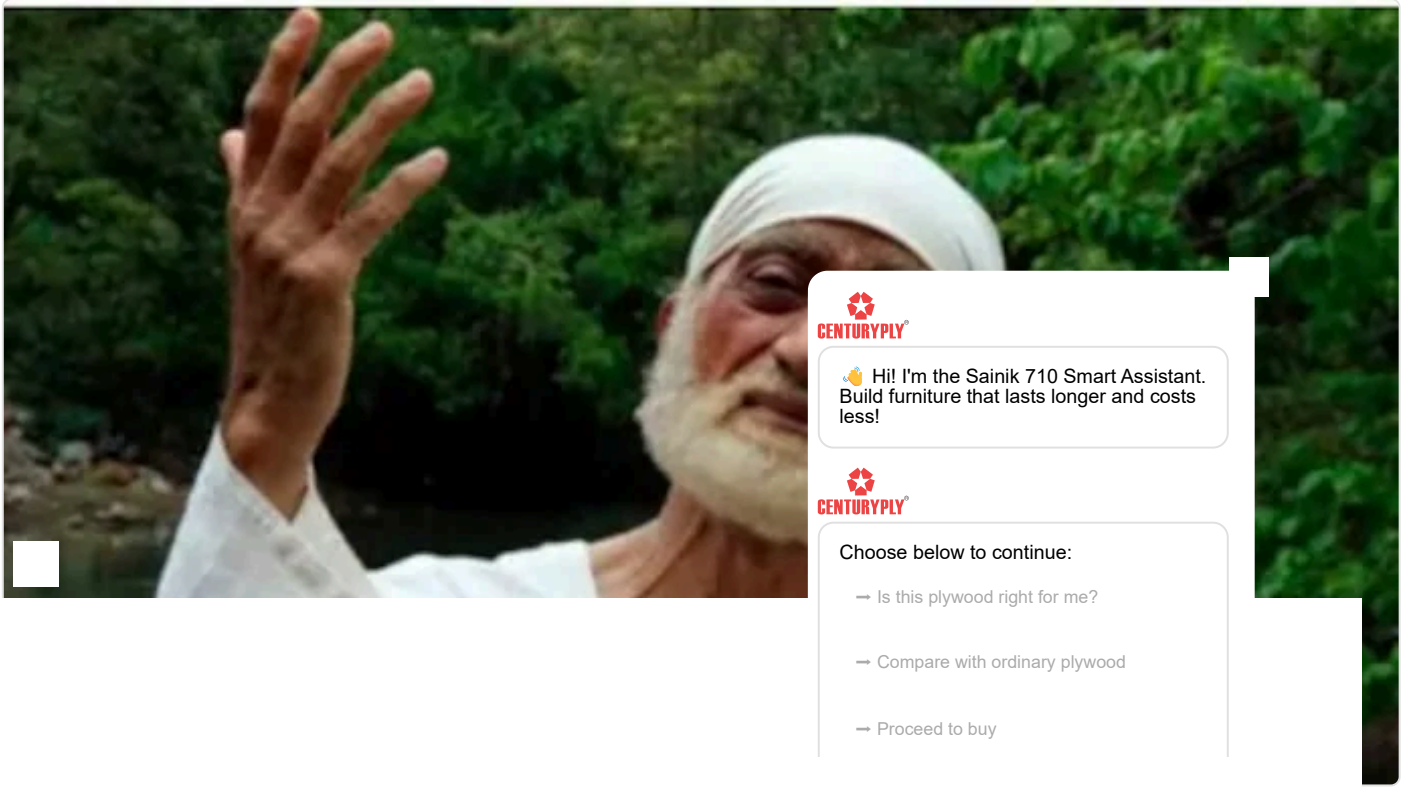 CENTURYPLY®
👋 Hi! I'm the Sainik 710 Smart Assistant.
Build furniture that lasts longer and costs
less!
CENTURYPLY®
Choose below to continue:
➞ Is this plywood right for me?
➞ Compare with ordinary plywood
➞ Proceed to buy